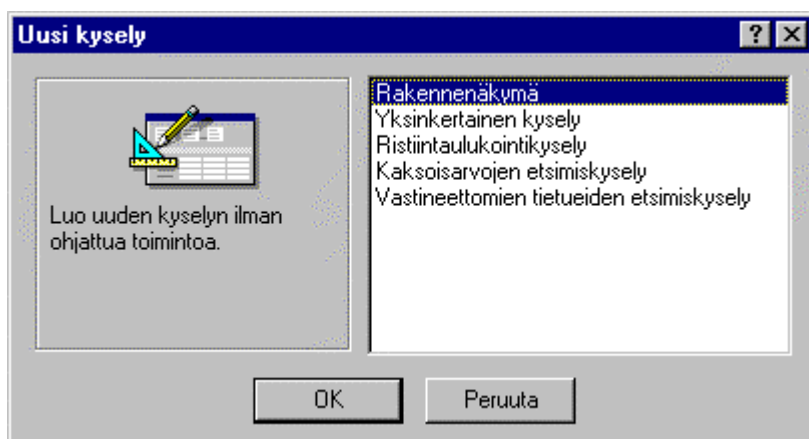 Uusi kysely
Luo uuden kyselyn ilman
ohjattua toimintoa.
Rakennenäkymä
Yksinkertainen kysely
Ristiintaulukointikysely
Kaksoisarvojen etsimiskysely
Vastineettomien tietueiden etsimiskysely
OK
Peruuta